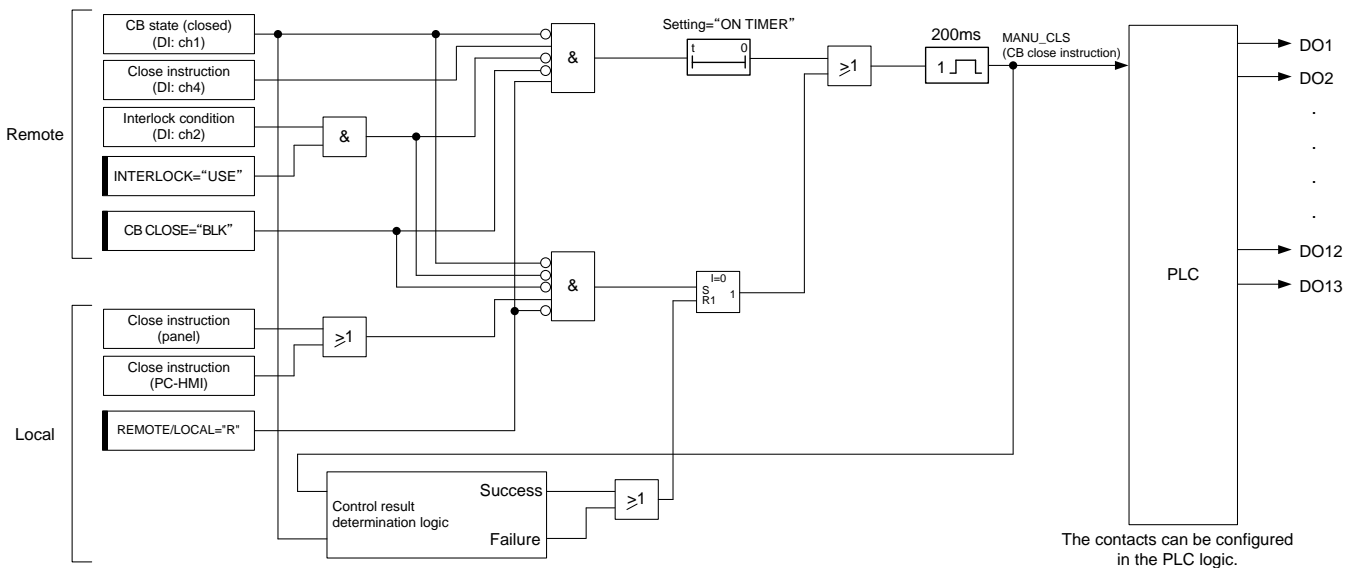 CB state (closed)
(DI: ch1)
Close instruction
(DI: ch4)
Interlock condition
(DI: ch2)
INTERLOCK=“USE”
CB CLOSE=“BLK”
Remote
&
&
Setting=“ON TIMER”
t 0
≥1
200ms
1
MANU_CLS
(CB close instruction)
PLC
DO1
DO2
.
.
.
.
DO12
DO13
Close instruction
(panel)
Close instruction
(PC-HMI)
REMOTE/LOCAL="R"
Local
≥1
&
I=0
S
R1 1
Control result
determination logic
Success
Failure
≥1
The contacts can be configured
in the PLC logic.